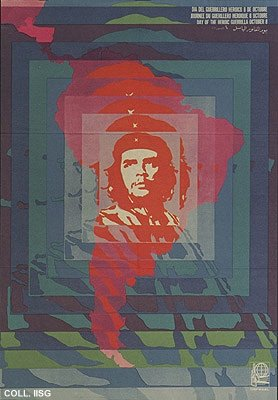 DIA DEL GUERRILLERO HEROICO 8 DE OCTUBRE
JOURNEE DU GUERILLERO HEROIQUE 8 OCTOBRE
DAY OF THE HEROIC GUERRILLA OCTOBER 8
COLL. IISG